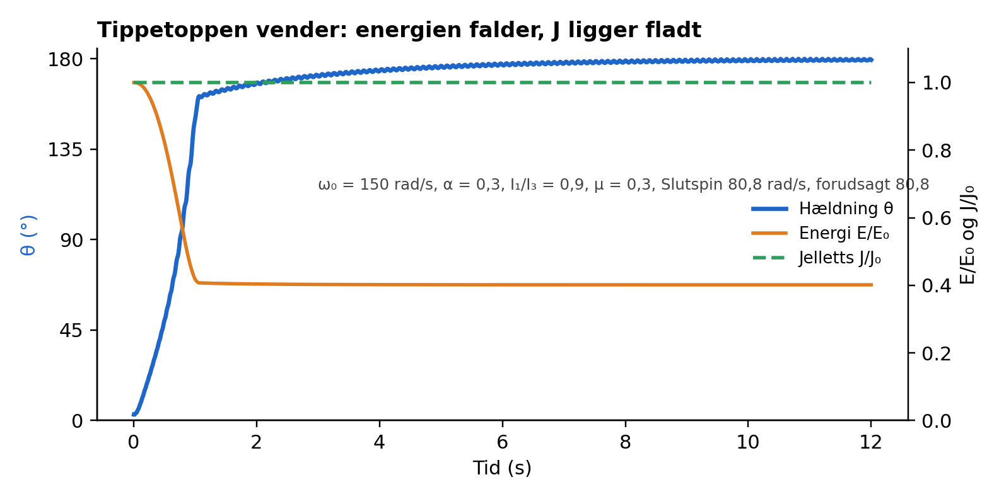 Tippetoppen vender: energien falder, J ligger fladt
180
135
90
45
0
θ (°)
1.0
0.8
0.6
0.4
0.2
0.0
E/E₀ og J/J₀
ω₀ = 150 rad/s, α = 0,3, I₁/I₃ = 0,9, μ = 0,3, Slutspin 80,8 rad/s, forudsagt 80,8
Hældning θ
Energi E/E₀
Jelletts J/J₀
0 2 4 6 8 10 12
Tid (s)